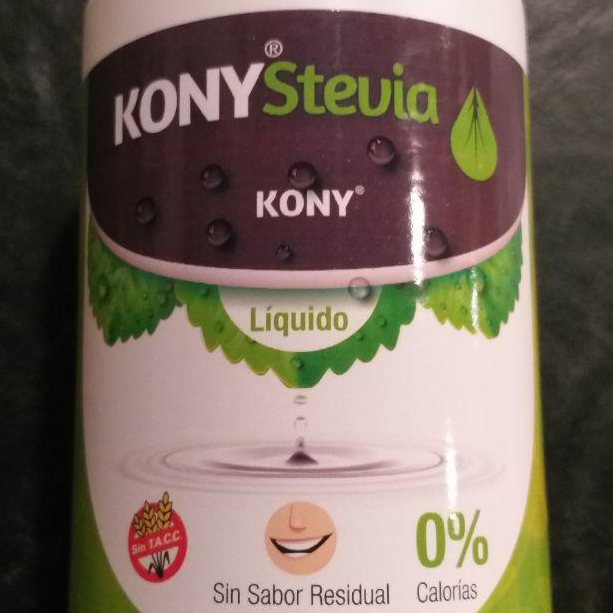 KONY®Stevia
KONY®
Líquido
Sin T.A.C.C.
0%
Sin Sabor Residual
Calorías